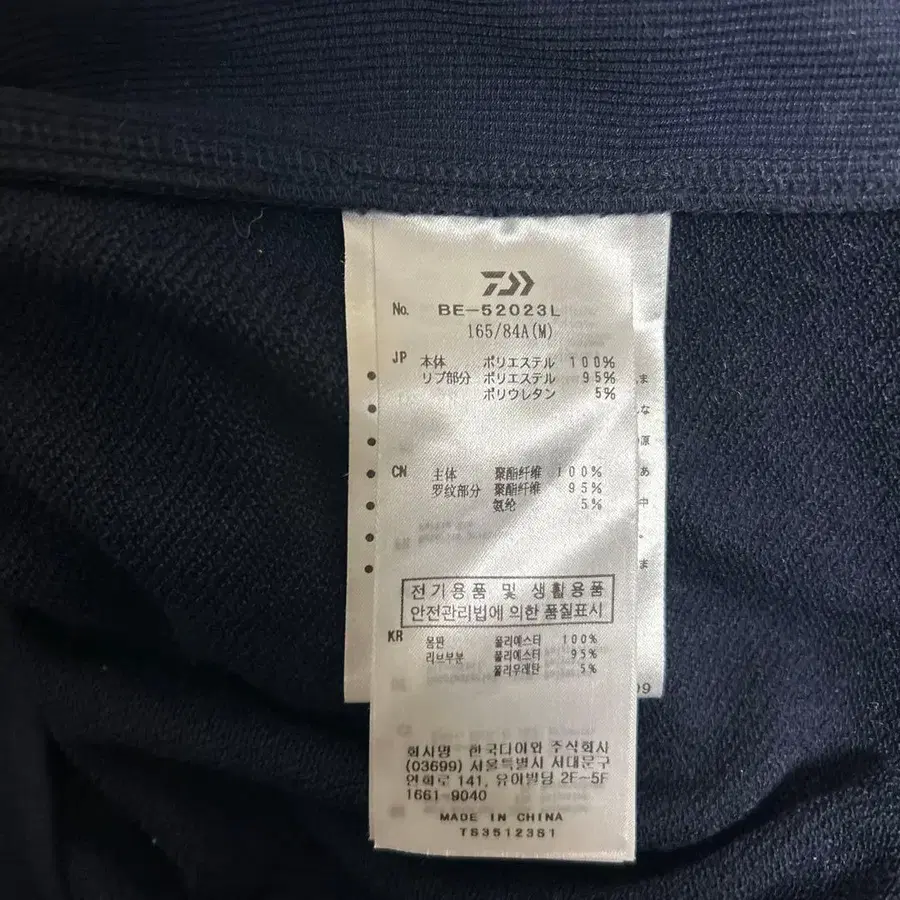 No. BE-52023L
165/84A(M)
JP 本体 ポリエステル 100%
リブ部分 ポリエステル 95%
ポリウレタン 5%
CN 主体 聚酯纤维 100%
罗纹部分 聚酯纤维 95%
氨纶 5%
전기용품 및 생활용품
안전관리법에 의한 품질표시
KR 몸판 폴리에스터 100%
리브부분 폴리에스터 95%
폴리우레탄 5%
회사명 한국다이와 주식회사
(03699) 서울특별시 서대문구
연희로 141, 유아빌딩 2F-5F
1661-9040
MADE IN CHINA
TS35123S1
ま
な
源
あ
中
。
ま
09